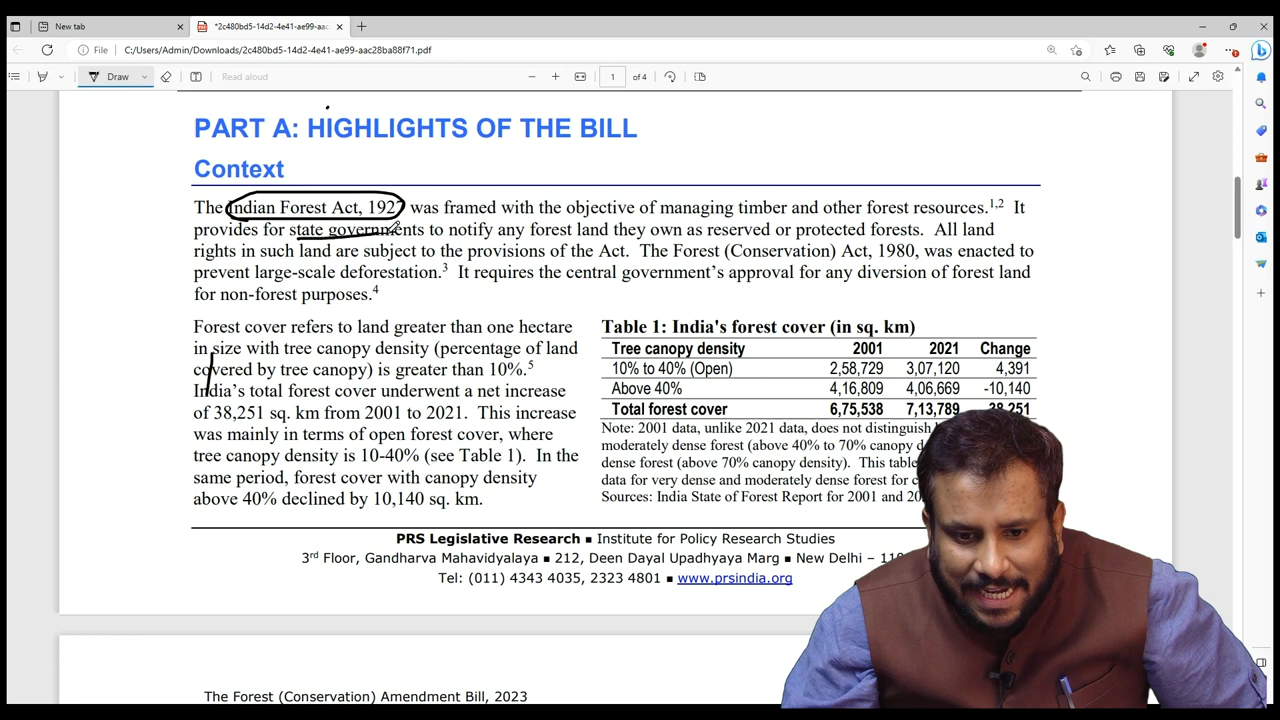 New tab
*2c480bd5-14d2-4e41-ae99-aac...
File C:/Users/Admin/Downloads/2c480bd5-14d2-4e41-ae99-aac28ba88f71.pdf
Draw Read aloud 1 of 4
PART A: HIGHLIGHTS OF THE BILL
Context
The Indian Forest Act, 1927 was framed with the objective of managing timber and other forest resources.1,2 It
provides for state governments to notify any forest land they own as reserved or protected forests. All land
rights in such land are subject to the provisions of the Act. The Forest (Conservation) Act, 1980, was enacted to
prevent large-scale deforestation.3 It requires the central government's approval for any diversion of forest land
for non-forest purposes.4
Forest cover refers to land greater than one hectare
in size with tree canopy density (percentage of land
covered by tree canopy) is greater than 10%.5
India's total forest cover underwent a net increase
of 38,251 sq. km from 2001 to 2021. This increase
was mainly in terms of open forest cover, where
tree canopy density is 10-40% (see Table 1). In the
same period, forest cover with canopy density
above 40% declined by 10,140 sq. km.
Table 1: India's forest cover (in sq. km)
Tree canopy density 2001 2021 Change
10% to 40% (Open) 2,58,729 3,07,120 4,391
Above 40% 4,16,829 4,06,669 -10,140
Total forest cover 6,75,538 7,13,789 38,251
Note: 2001 data, unlike 2021 data, does not distinguish
moderately dense forest (above 40% to 70% canopy
dense forest (above 70% canopy density). This table
data for very dense and moderately dense forest for
Sources: India State of Forest Report for 2001 and
PRS Legislative Research ■ Institute for Policy Research Studies
3rd Floor, Gandharva Mahavidyalaya ■ 212, Deen Dayal Upadhyaya Marg ■ New Delhi –
Tel: (011) 4343 4035, 2323 4801 ■ www.prsindia.org
The Forest (Conservation) Amendment Bill, 2023